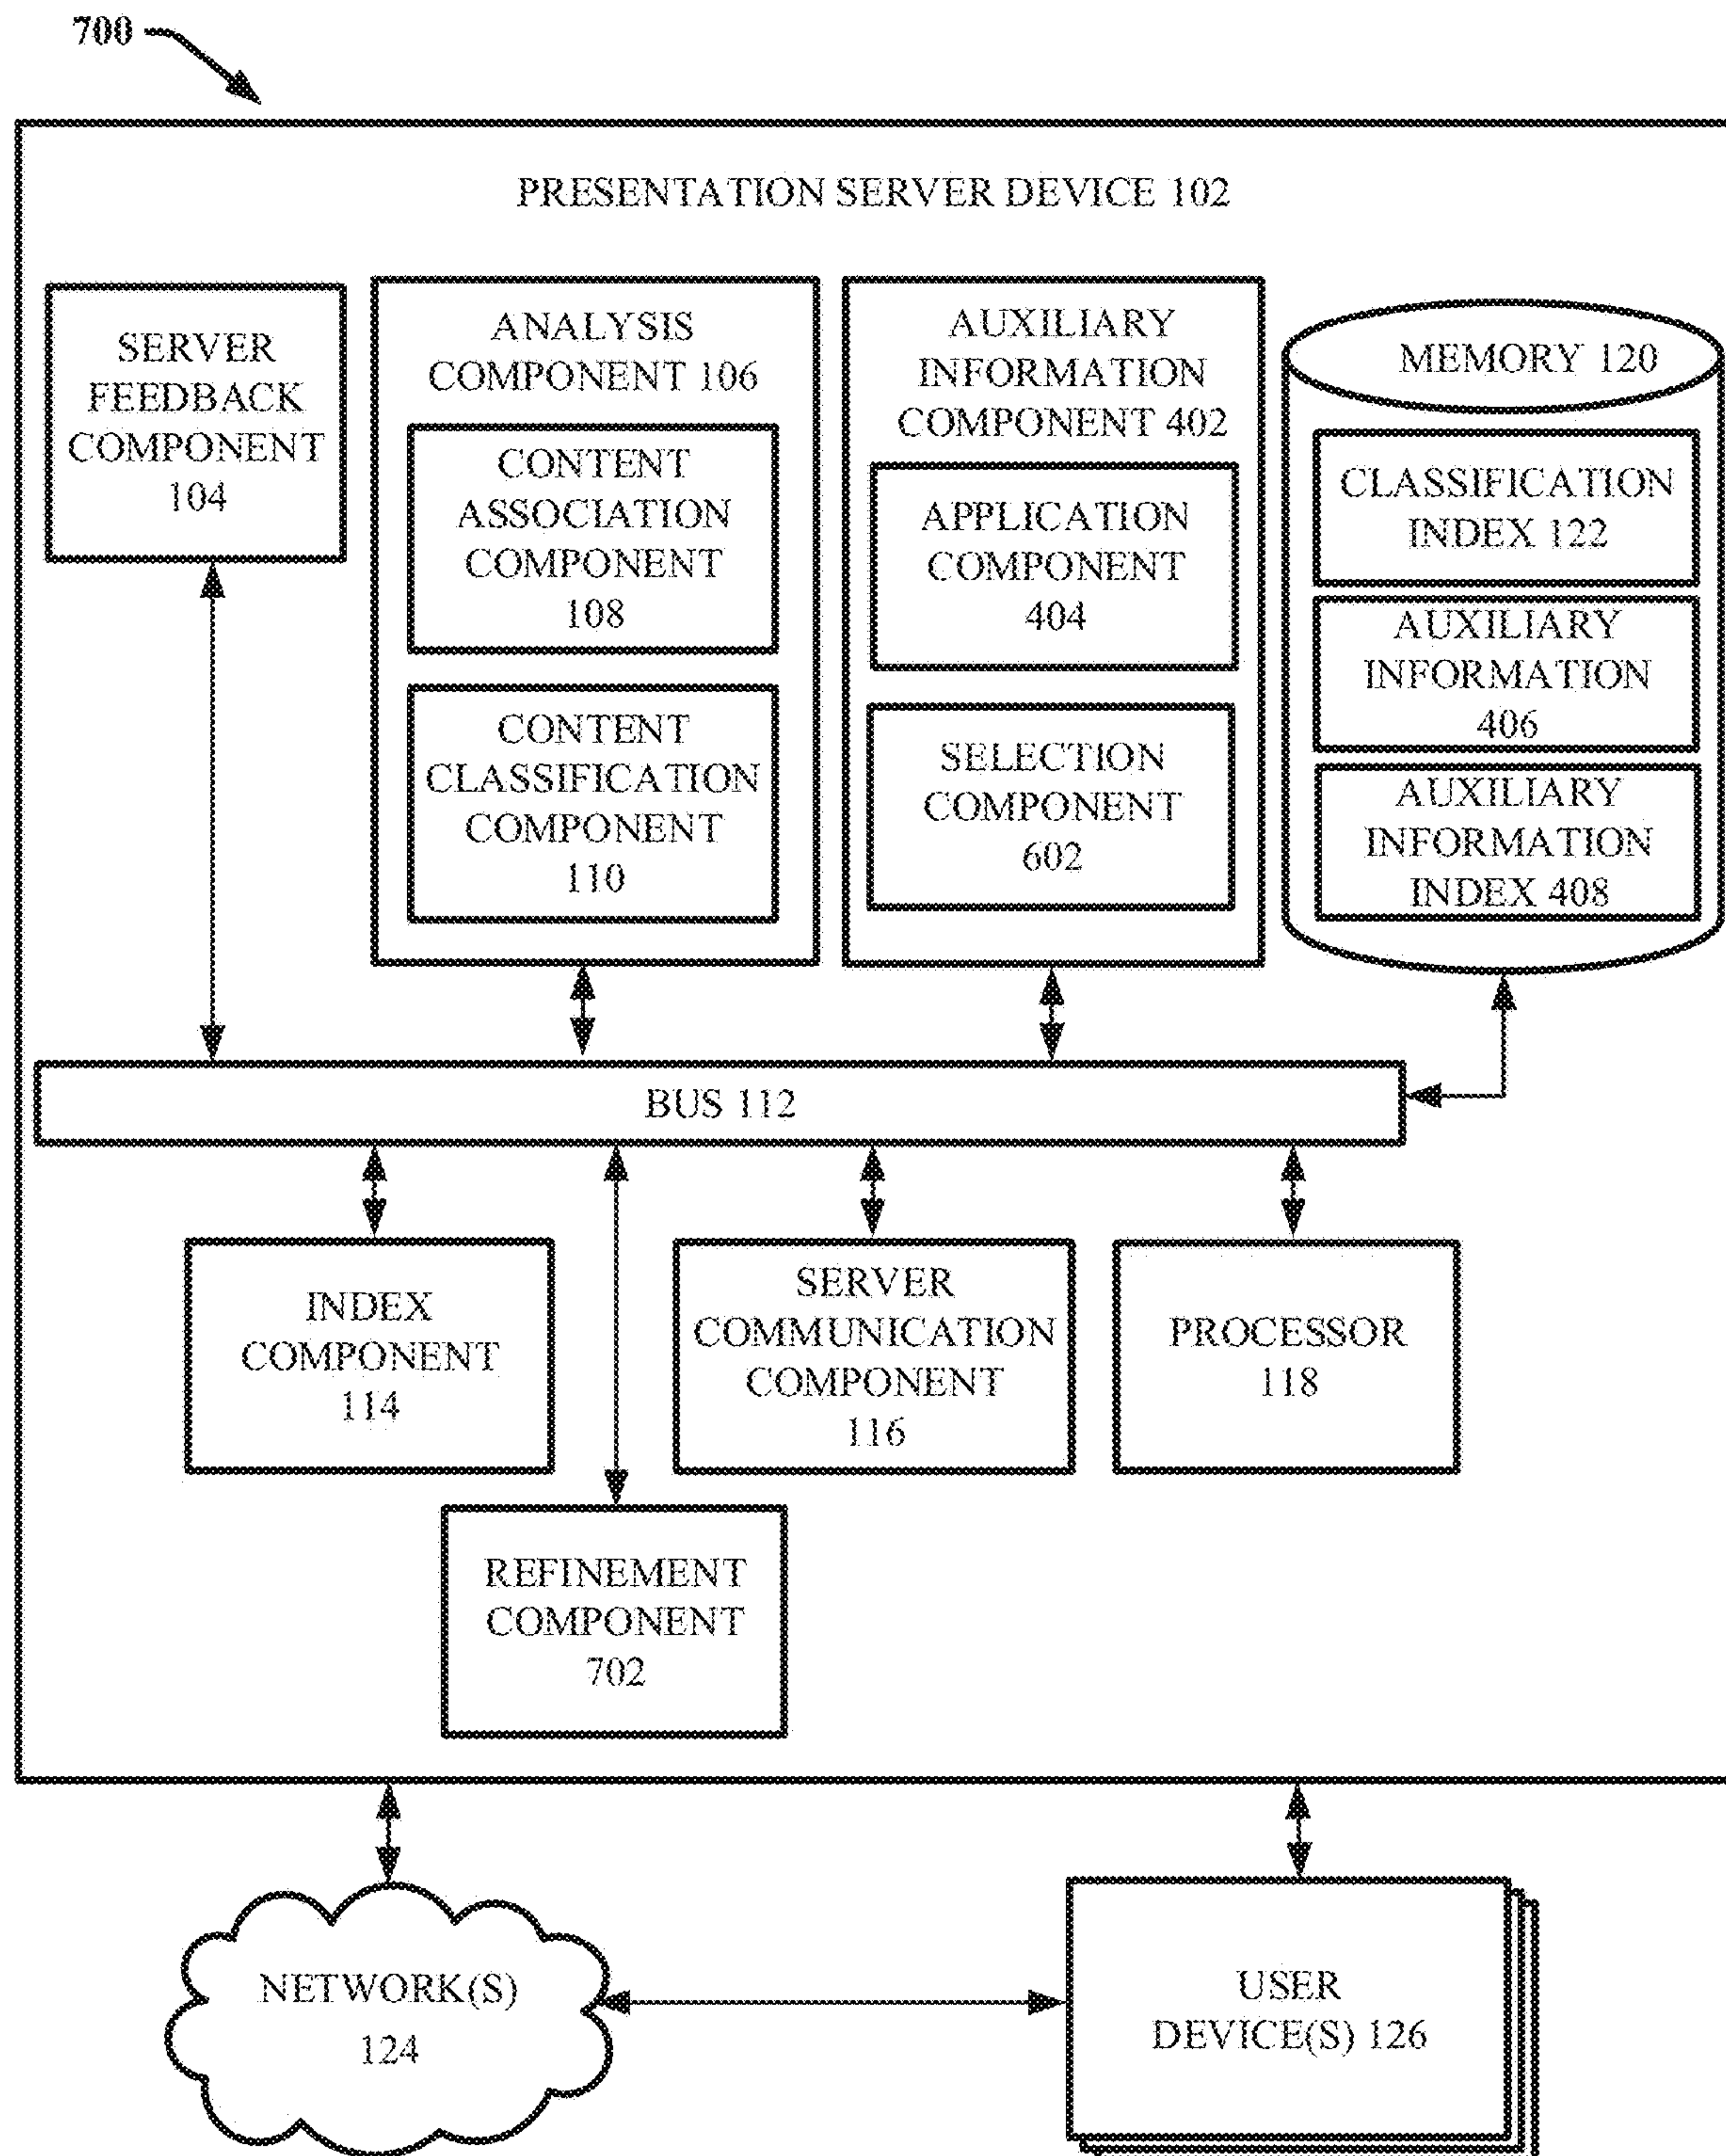 700
PRESENTATION SERVER DEVICE 102
SERVER
FEEDBACK
COMPONENT
104
ANALYSIS
COMPONENT 106
CONTENT
ASSOCIATION
COMPONENT
108
CONTENT
CLASSIFICATION
COMPONENT
110
AUXILIARY
INFORMATION
COMPONENT 402
APPLICATION
COMPONENT
404
SELECTION
COMPONENT
602
MEMORY 120
CLASSIFICATION
INDEX 122
AUXILIARY
INFORMATION
406
AUXILIARY
INFORMATION
INDEX 408
BUS 112
INDEX
COMPONENT
114
SERVER
COMMUNICATION
COMPONENT
116
PROCESSOR
118
REFINEMENT
COMPONENT
702
NETWORK(S)
124
USER
DEVICE(S) 126